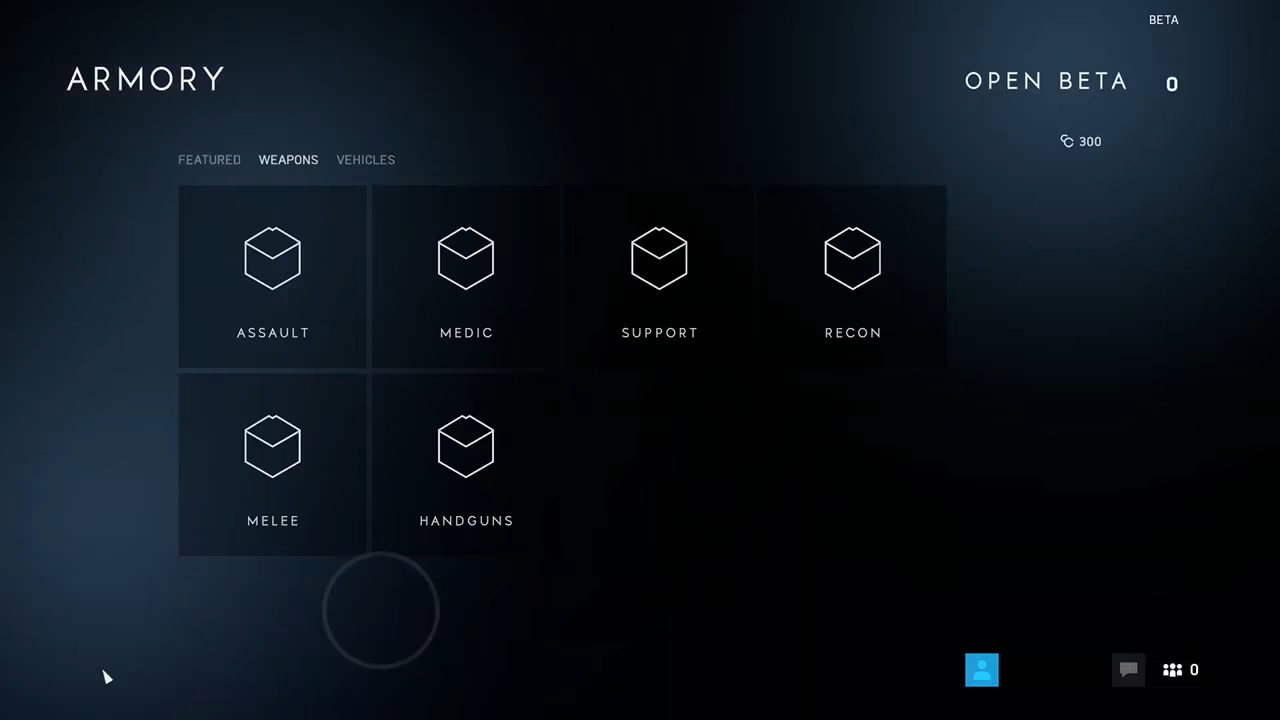 BETA
ARMORY
OPEN BETA 0
300
FEATURED WEAPONS VEHICLES
ASSAULT MEDIC SUPPORT RECON
MELEE HANDGUNS
0